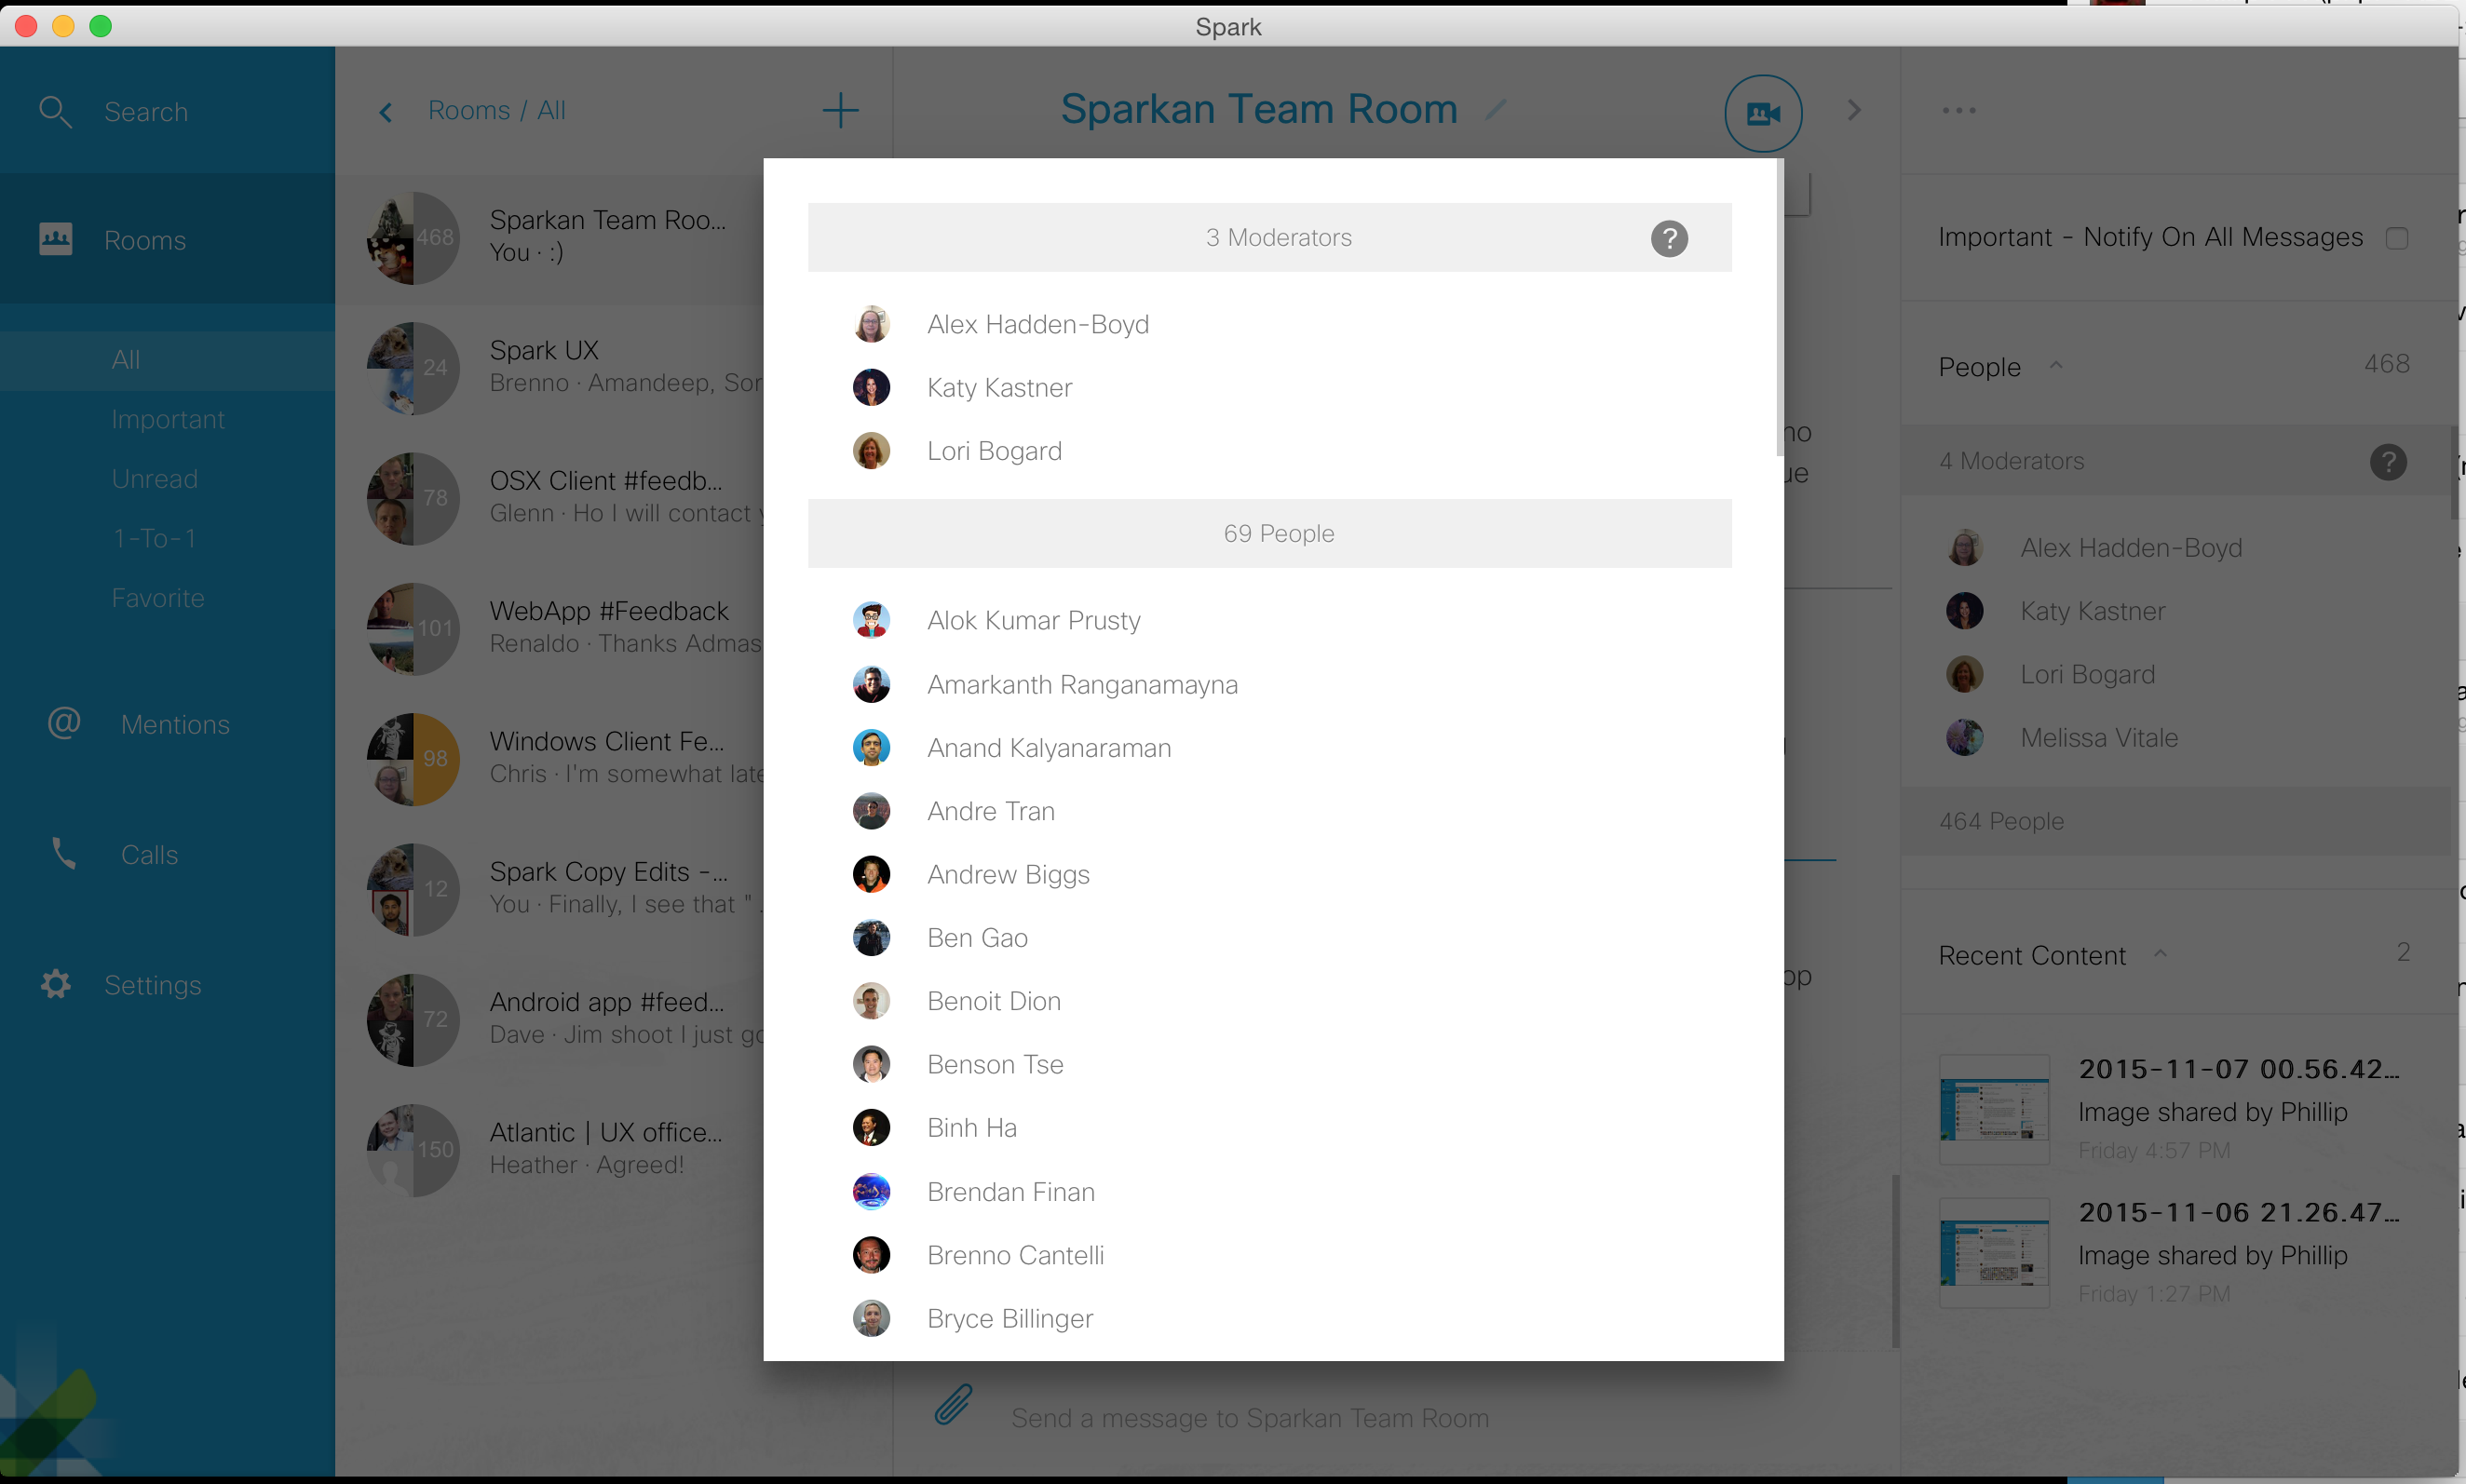 Spark
Search
Rooms
All
Important
Unread
1-To-1
Favorite
@ Mentions
Calls
Settings
Rooms / All
468
Sparkan Team Roo...
You · :)
24
Spark UX
Brenno · Amandeep, Sor
78
OSX Client #feedb...
Glenn · Ho I will contact y
101
WebApp #Feedback
Renaldo · Thanks Admas
98
Windows Client Fe...
Chris · I'm somewhat late
12
Spark Copy Edits -...
You · Finally, I see that " .
72
Android app #feed...
Dave · Jim shoot I just go
150
Atlantic | UX office...
Heather · Agreed!
Sparkan Team Room
3 Moderators ?
Alex Hadden-Boyd
Katy Kastner
Lori Bogard
69 People
Alok Kumar Prusty
Amarkanth Ranganamayna
Anand Kalyanaraman
Andre Tran
Andrew Biggs
Ben Gao
Benoit Dion
Benson Tse
Binh Ha
Brendan Finan
Brenno Cantelli
Bryce Billinger
Send a message to Sparkan Team Room
Important - Notify On All Messages
People 468
4 Moderators ?
Alex Hadden-Boyd
Katy Kastner
Lori Bogard
Melissa Vitale
464 People
Recent Content 2
2015-11-07 00.56.42...
Image shared by Phillip
Friday 4:57 PM
2015-11-06 21.26.47...
Image shared by Phillip
Friday 1:27 PM